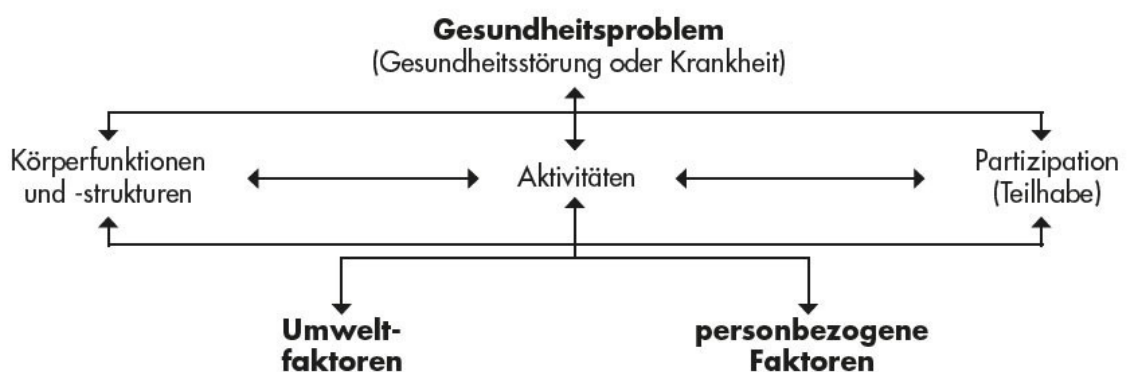 Gesundheitsproblem
(Gesundheitsstörung oder Krankheit)
Körperfunktionen
und -strukturen
Aktivitäten
Partizipation
(Teilhabe)
Umwelt-
faktoren
personbezogene
Faktoren